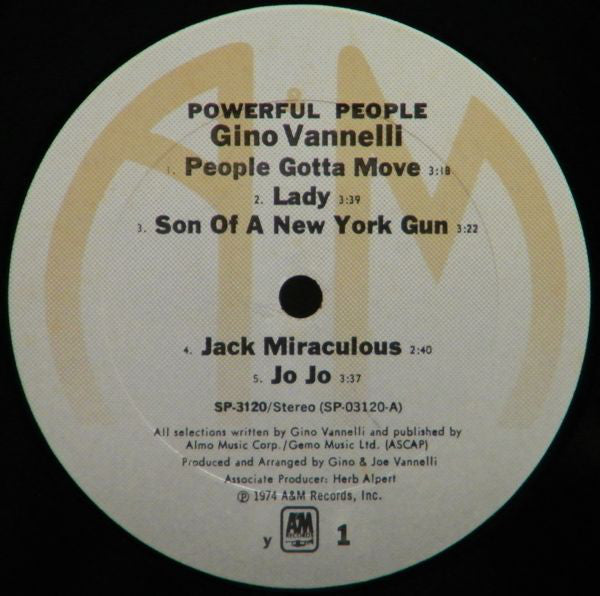 POWERFUL PEOPLE
Gino Vannelli
1. People Gotta Move 3:18
2. Lady 3:39
3. Son Of A New York Gun 3:22
4. Jack Miraculous 2:40
5. Jo Jo 3:37
SP-3120/Stereo (SP-03120-A)
All selections written by Gino Vannelli and published by
Almo Music Corp./Gemo Music Ltd. (ASCAP)
Produced and Arranged by Gino & Joe Vannelli
Associate Producer: Herb Alpert
℗ 1974 A&M Records, Inc.
y A&M RECORDS 1